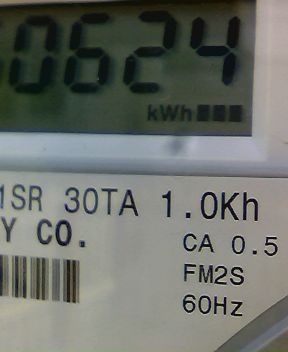 0624
kWh
1SR 30TA 1.0Kh
Y CO.
CA 0.5
FM2S
60Hz